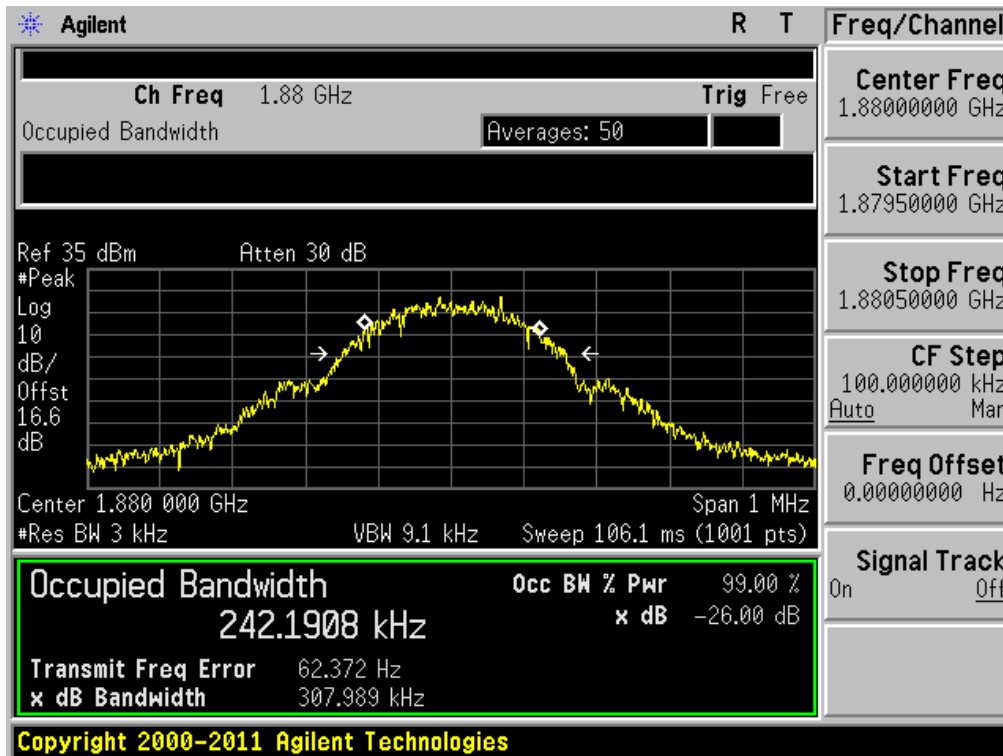 Agilent R T
Ch Freq 1.88 GHz Trig Free
Occupied Bandwidth Averages: 50
Ref 35 dBm Atten 30 dB
#Peak
Log
10
dB/
Offst
16.6
dB
Center 1.880 000 GHz Span 1 MHz
#Res BW 3 kHz VBW 9.1 kHz Sweep 106.1 ms (1001 pts)
Occupied Bandwidth Occ BW % Pwr 99.00 %
242.1908 kHz x dB -26.00 dB
Transmit Freq Error 62.372 Hz
x dB Bandwidth 307.989 kHz
Copyright 2000-2011 Agilent Technologies
Freq/Channel
Center Freq
1.88000000 GHz
Start Freq
1.87950000 GHz
Stop Freq
1.88050000 GHz
CF Step
100.000000 kHz
Auto Man
Freq Offset
0.00000000 Hz
Signal Track
On Off